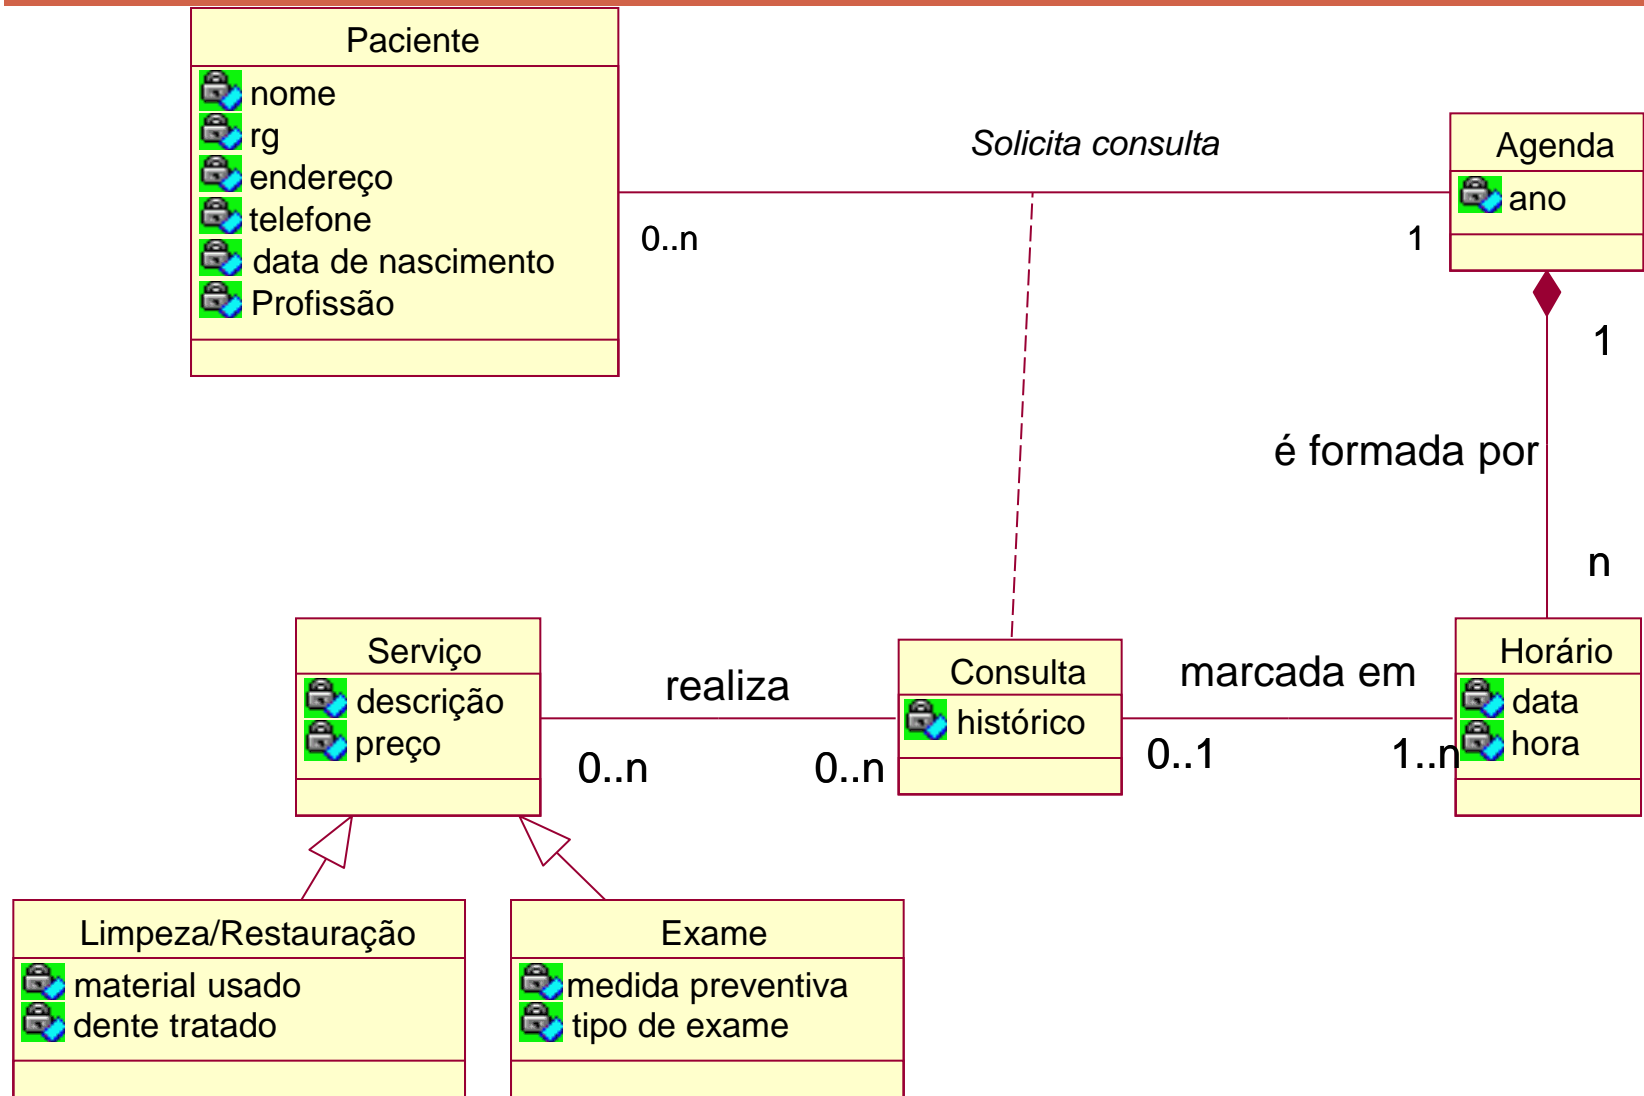 Paciente
nome
rg
endereço
telefone
data de nascimento
Profissão
Solicita consulta
0..n
1
Agenda
ano
1
é formada por
n
Serviço
descrição
preço
realiza
0..n
0..n
Consulta
histórico
marcada em
0..1
1..n
Horário
data
hora
Limpeza/Restauração
material usado
dente tratado
Exame
medida preventiva
tipo de exame